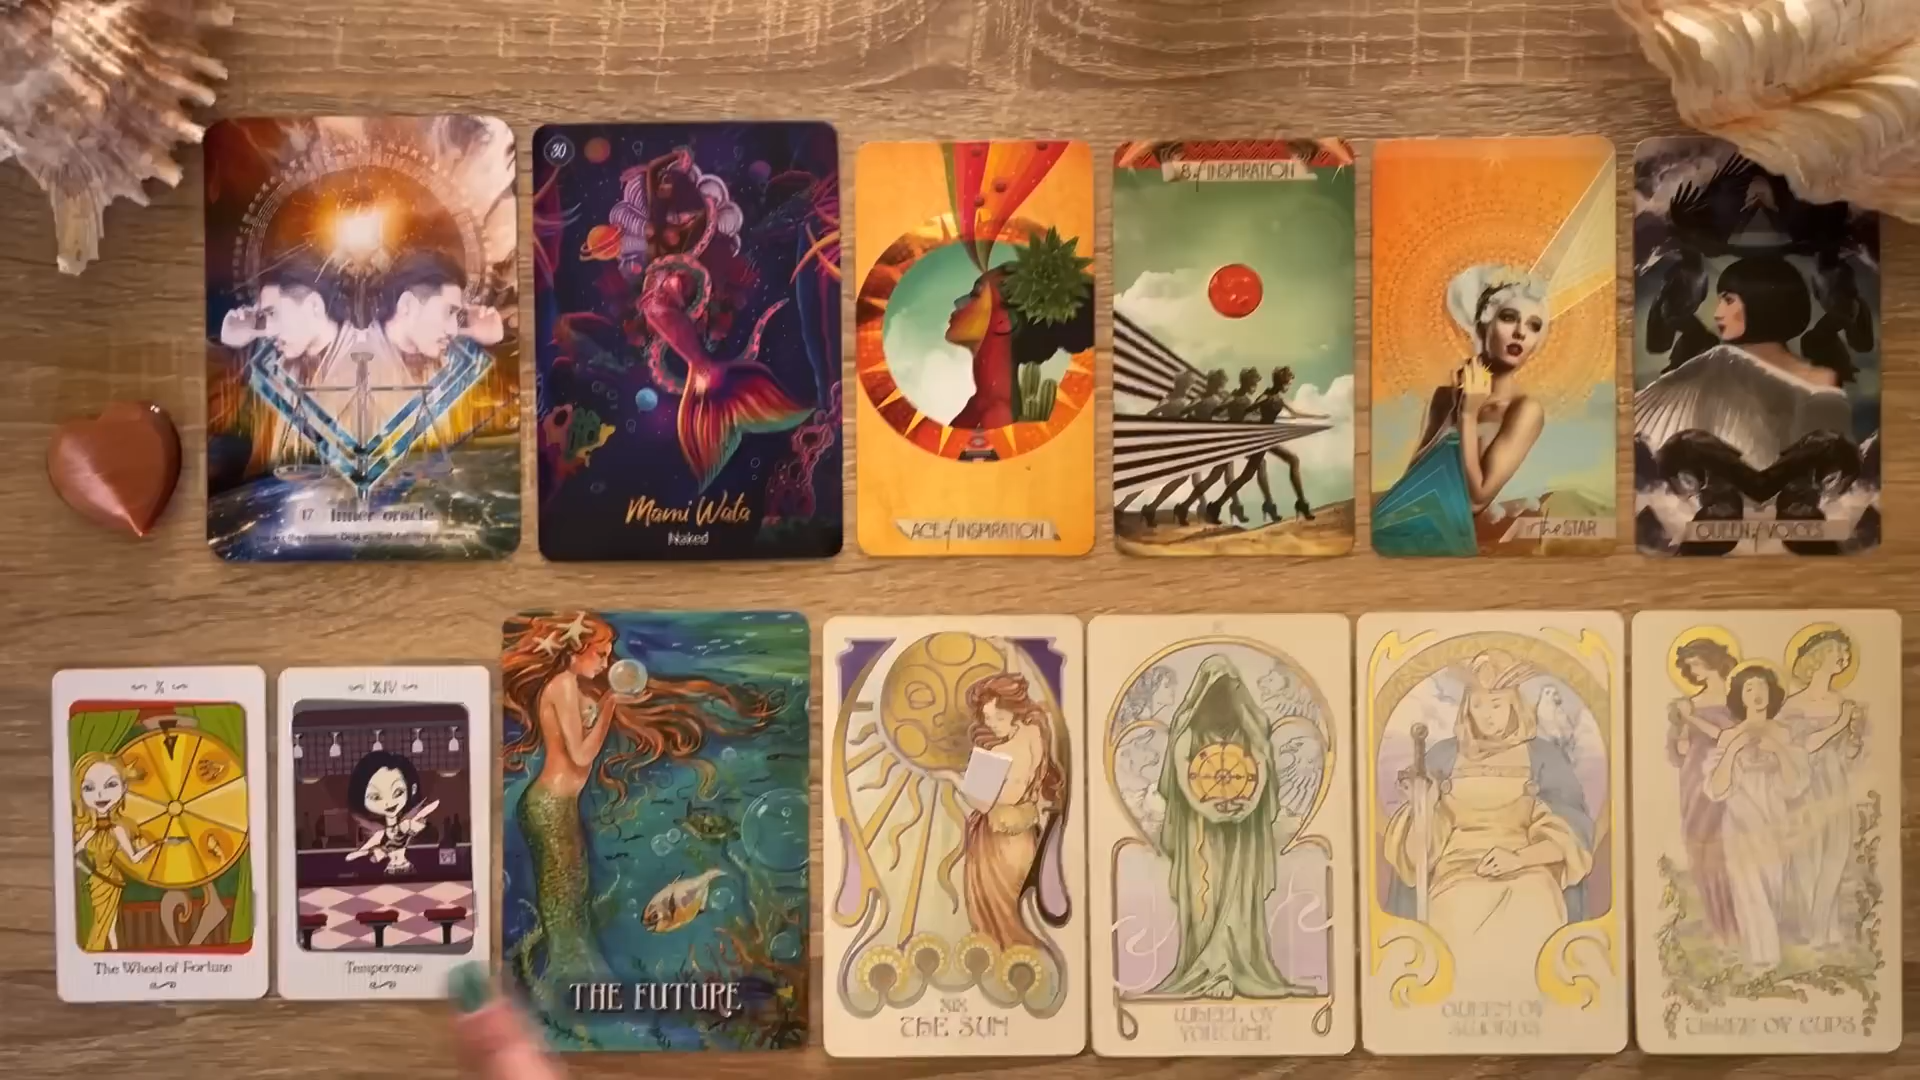 17 Inner oracle
30
Mami Wata
Naked
ACE of INSPIRATION
8 of INSPIRATION
the STAR
QUEEN of VOICES
X
The Wheel of Fortune
XIV
Temperance
THE FUTURE
XIX
THE SUN
WHEEL OF
FORTUNE
QUEEN OF
SWORDS
THREE OF CUPS